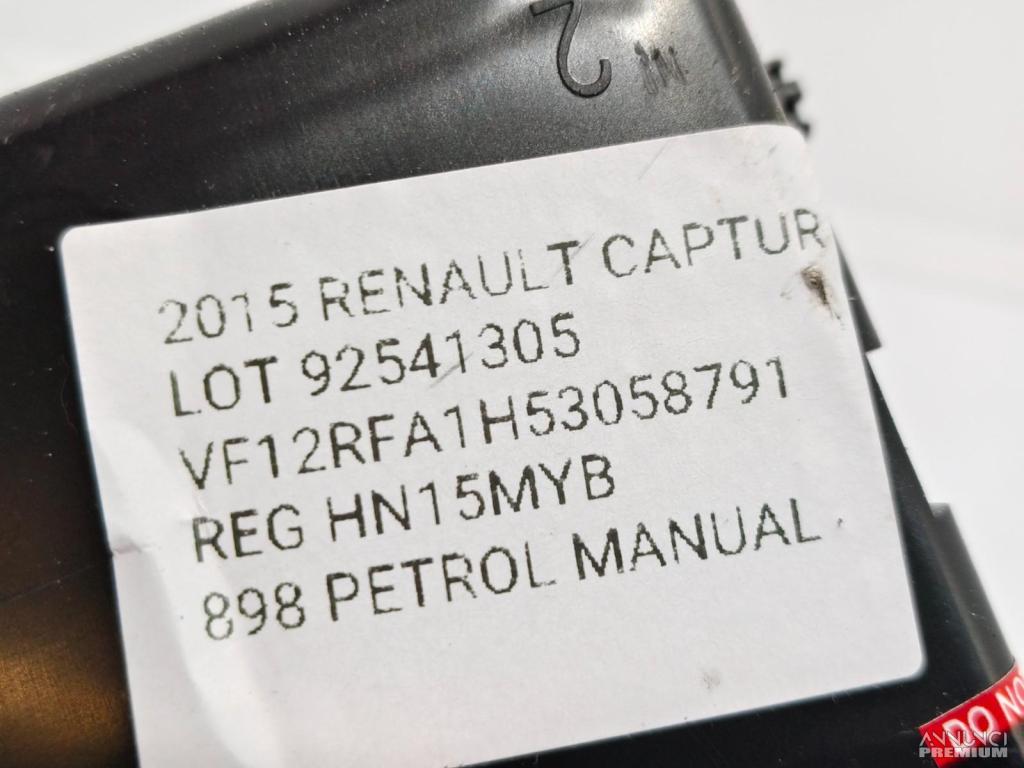 2
2015 RENAULT CAPTUR
LOT 92541305
VF12RFA1H53058791
REG HN15MYB
898 PETROL MANUAL
DO NO
ANNUNCI
PREMIUM